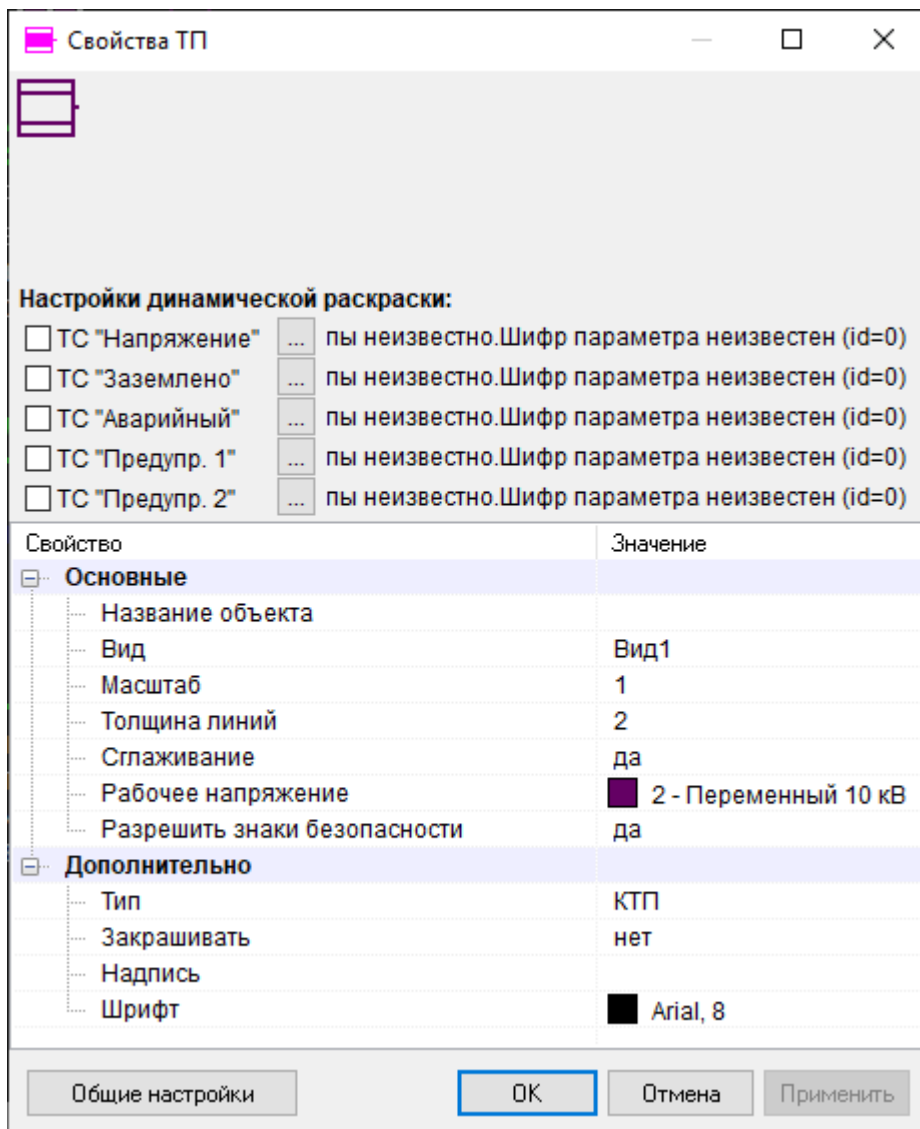 Свойства ТП
Настройки динамической раскраски:
ТС "Напряжение" ... пы неизвестно.Шифр параметра неизвестен (id=0)
ТС "Заземлено" ... пы неизвестно.Шифр параметра неизвестен (id=0)
ТС "Аварийный" ... пы неизвестно.Шифр параметра неизвестен (id=0)
ТС "Предупр. 1" ... пы неизвестно.Шифр параметра неизвестен (id=0)
ТС "Предупр. 2" ... пы неизвестно.Шифр параметра неизвестен (id=0)
Свойство Значение
Основные
Название объекта
Вид Вид1
Масштаб 1
Толщина линий 2
Сглаживание да
Рабочее напряжение 2 - Переменный 10 кВ
Разрешить знаки безопасности да
Дополнительно
Тип КТП
Закрашивать нет
Надпись
Шрифт Arial, 8
Общие настройки OK Отмена Применить